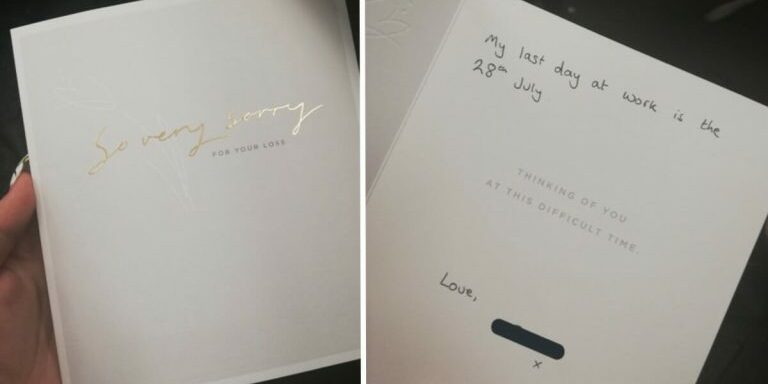 So very sorry
FOR YOUR LOSS
My last day at work is the
28th July
THINKING OF YOU
AT THIS DIFFICULT TIME.
Love,
x